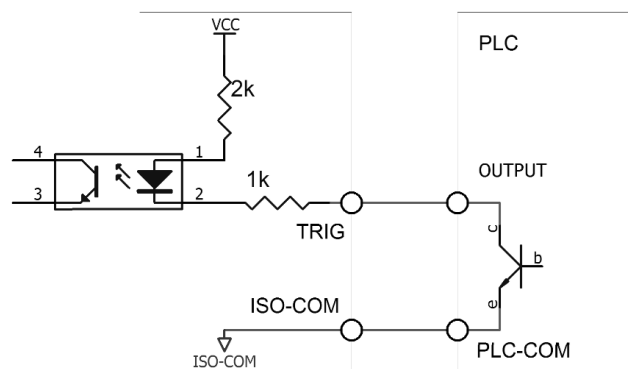 VCC
PLC
2k
4
1
3
2
1k
OUTPUT
TRIG
c
b
e
ISO-COM
ISO-COM
PLC-COM